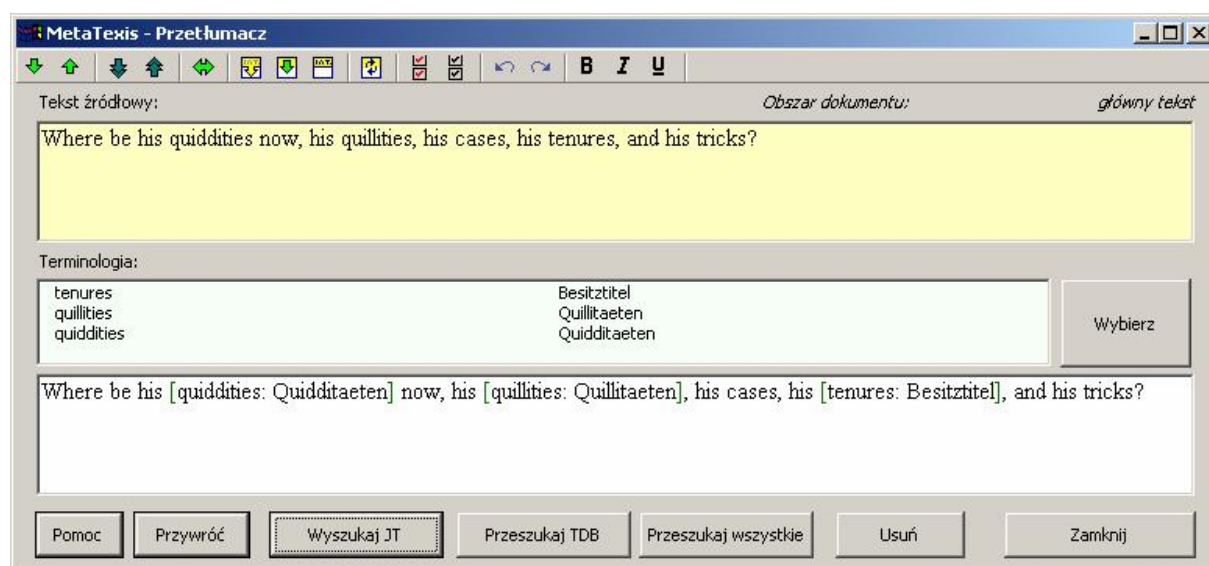 MetaTexis - Przetłumacz
B I U
Tekst źródłowy: Obszar dokumentu: główny tekst
Where be his quiddities now, his quillities, his cases, his tenures, and his tricks?
Terminologia:
tenures Besitztitel
quillities Quillitaeten
quiddities Quidditaeten
Wybierz
Where be his [quiddities: Quidditaeten] now, his [quillities: Quillitaeten], his cases, his [tenures: Besitztitel], and his tricks?
Pomoc Przywróć Wyszukaj JT Przeszukaj TDB Przeszukaj wszystkie Usuń Zamknij